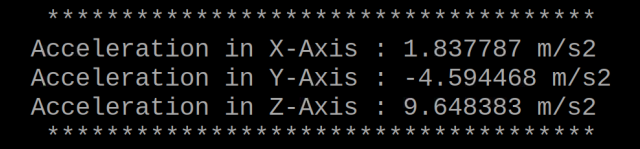 *************************************
Acceleration in X-Axis : 1.837787 m/s2
Acceleration in Y-Axis : -4.594468 m/s2
Acceleration in Z-Axis : 9.648383 m/s2
*************************************